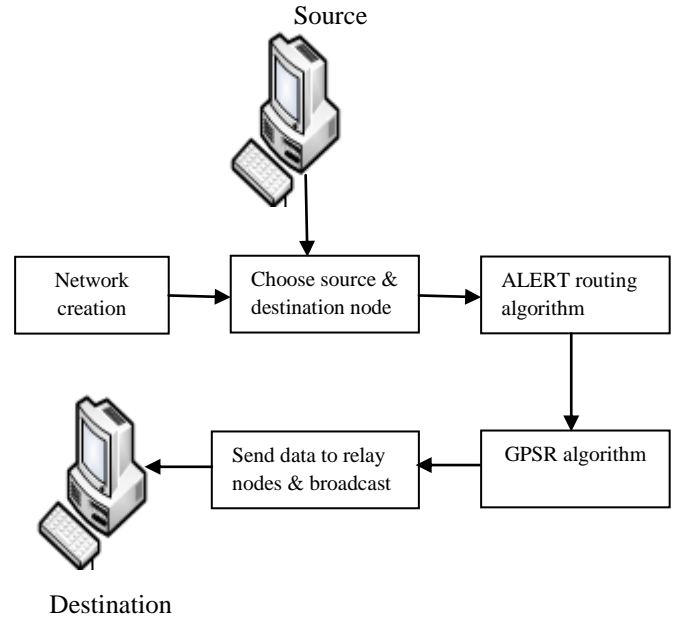 Source
Network
creation
Choose source &
destination node
ALERT routing
algorithm
Send data to relay
nodes & broadcast
GPSR algorithm
Destination